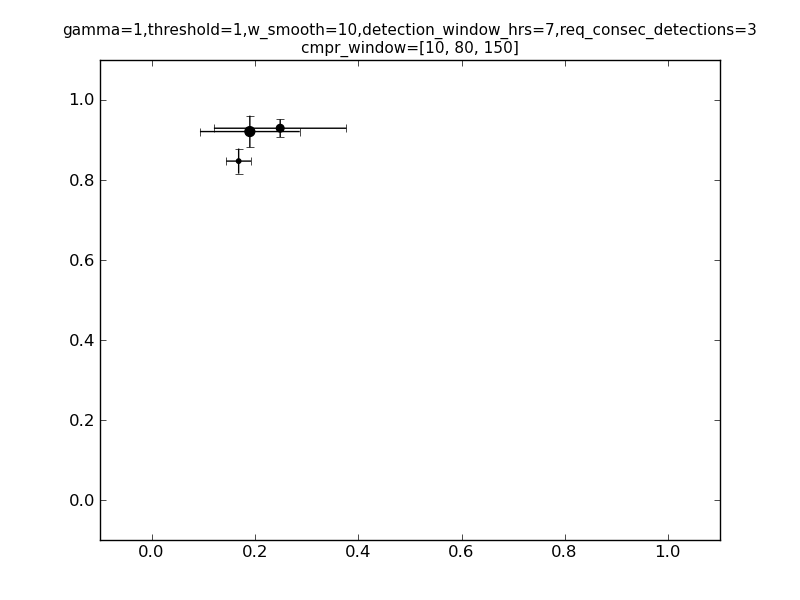 gamma=1,threshold=1,w_smooth=10,detection_window_hrs=7,req_consec_detections=3
cmpr_window=[10, 80, 150]
1.0
0.8
0.6
0.4
0.2
0.0
0.0 0.2 0.4 0.6 0.8 1.0